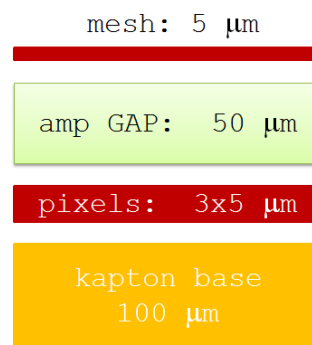 mesh: 5 μm
amp GAP: 50 μm
pixels: 3x5 μm
kapton base
100 μm